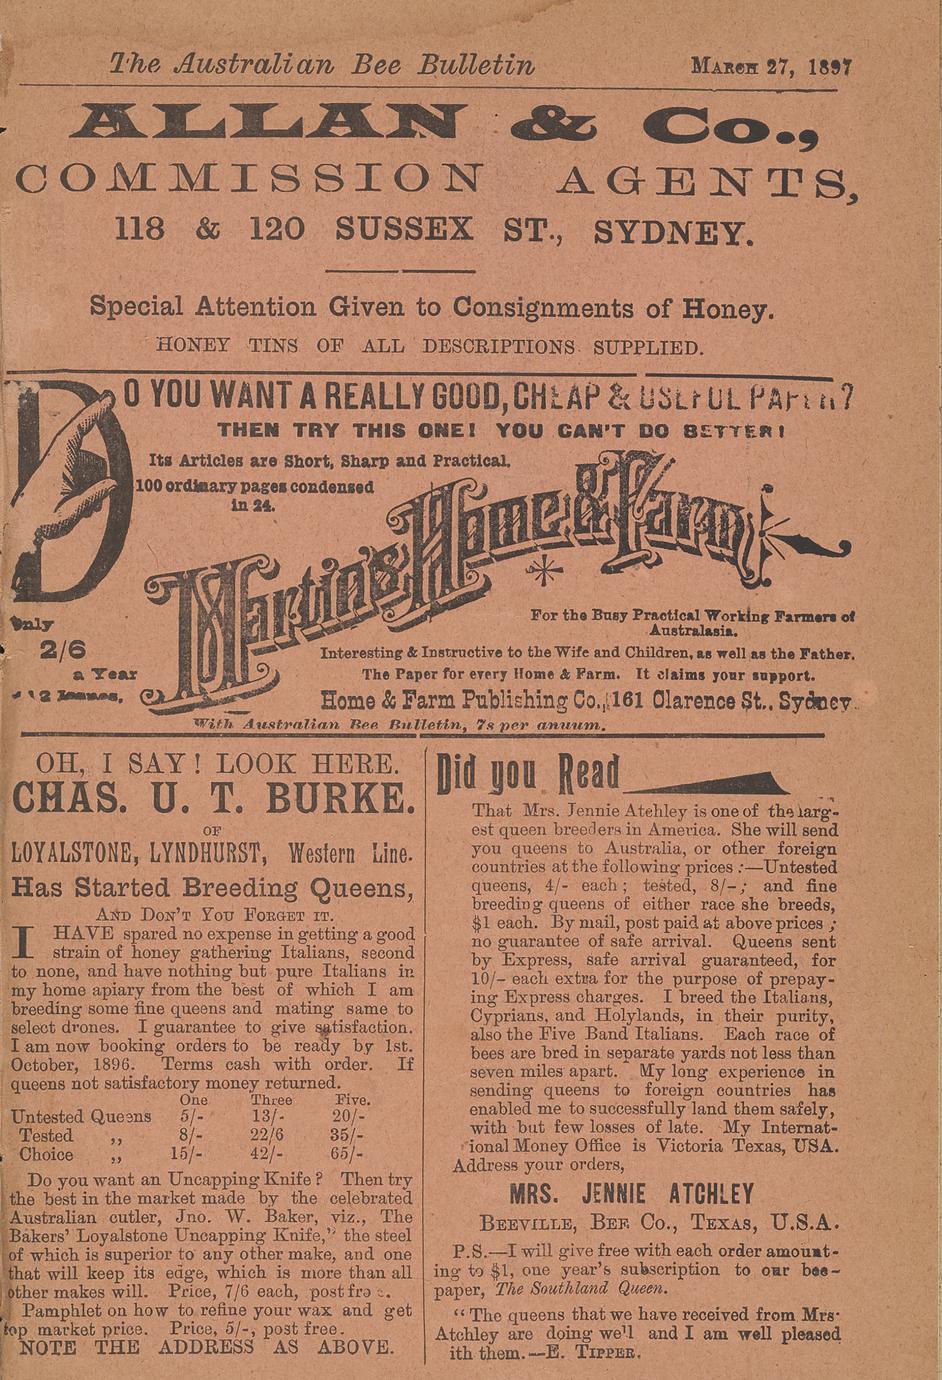 The Australian Bee Bulletin March 27, 1897
ALLAN & Co.,
COMMISSION AGENTS,
118 & 120 SUSSEX ST., SYDNEY.
Special Attention Given to Consignments of Honey.
HONEY TINS OF ALL DESCRIPTIONS SUPPLIED.
DO YOU WANT A REALLY GOOD, CHEAP & USEFUL PAPER?
THEN TRY THIS ONE! YOU CAN'T DO BETTER!
Its Articles are Short, Sharp and Practical.
100 ordinary pages condensed
in 24.
Martin's Home & Farm
Only
2/6
a Year
12 Issues.
For the Busy Practical Working Farmers of
Australasia.
Interesting & Instructive to the Wife and Children, as well as the Father.
The Paper for every Home & Farm. It claims your support.
Home & Farm Publishing Co., 161 Clarence St., Sydney.
With Australian Bee Bulletin, 7s per annum.
OH, I SAY! LOOK HERE.
CHAS. U. T. BURKE.
OF
LOYALSTONE, LYNDHURST, Western Line.
Has Started Breeding Queens,
And Don't You Forget it.
I HAVE spared no expense in getting a good
strain of honey gathering Italians, second
to none, and have nothing but pure Italians in
my home apiary from the best of which I am
breeding some fine queens and mating same to
select drones. I guarantee to give satisfaction.
I am now booking orders to be ready by 1st.
October, 1896. Terms cash with order. If
queens not satisfactory money returned.
One Three Five.
Untested Queens 5/- 13/- 20/-
Tested ,, 8/- 22/6 35/-
Choice ,, 15/- 42/- 65/-
Do you want an Uncapping Knife? Then try
the best in the market made by the celebrated
Australian cutler, Jno. W. Baker, viz., The
Bakers' Loyalstone Uncapping Knife," the steel
of which is superior to any other make, and one
that will keep its edge, which is more than all
other makes will. Price, 7/6 each, post free.
Pamphlet on how to refine your wax and get
top market price. Price, 5/-, post free.
NOTE THE ADDRESS AS ABOVE.
Did you Read
That Mrs. Jennie Atchley is one of the larg-
est queen breeders in America. She will send
you queens to Australia, or other foreign
countries at the following prices :—Untested
queens, 4/- each; tested, 8/-; and fine
breeding queens of either race she breeds,
$1 each. By mail, post paid at above prices ;
no guarantee of safe arrival. Queens sent
by Express, safe arrival guaranteed, for
10/- each extra for the purpose of prepay-
ing Express charges. I breed the Italians,
Cyprians, and Holylands, in their purity,
also the Five Band Italians. Each race of
bees are bred in separate yards not less than
seven miles apart. My long experience in
sending queens to foreign countries has
enabled me to successfully land them safely,
with but few losses of late. My Internat-
ional Money Office is Victoria Texas, USA.
Address your orders,
MRS. JENNIE ATCHLEY
Beeville, Bee Co., Texas, U.S.A.
P.S.—I will give free with each order amount-
ing to $1, one year's subscription to our bee-
paper, The Southland Queen.
"The queens that we have received from Mrs.
Atchley are doing well and I am well pleased
ith them.—E. Tipper.